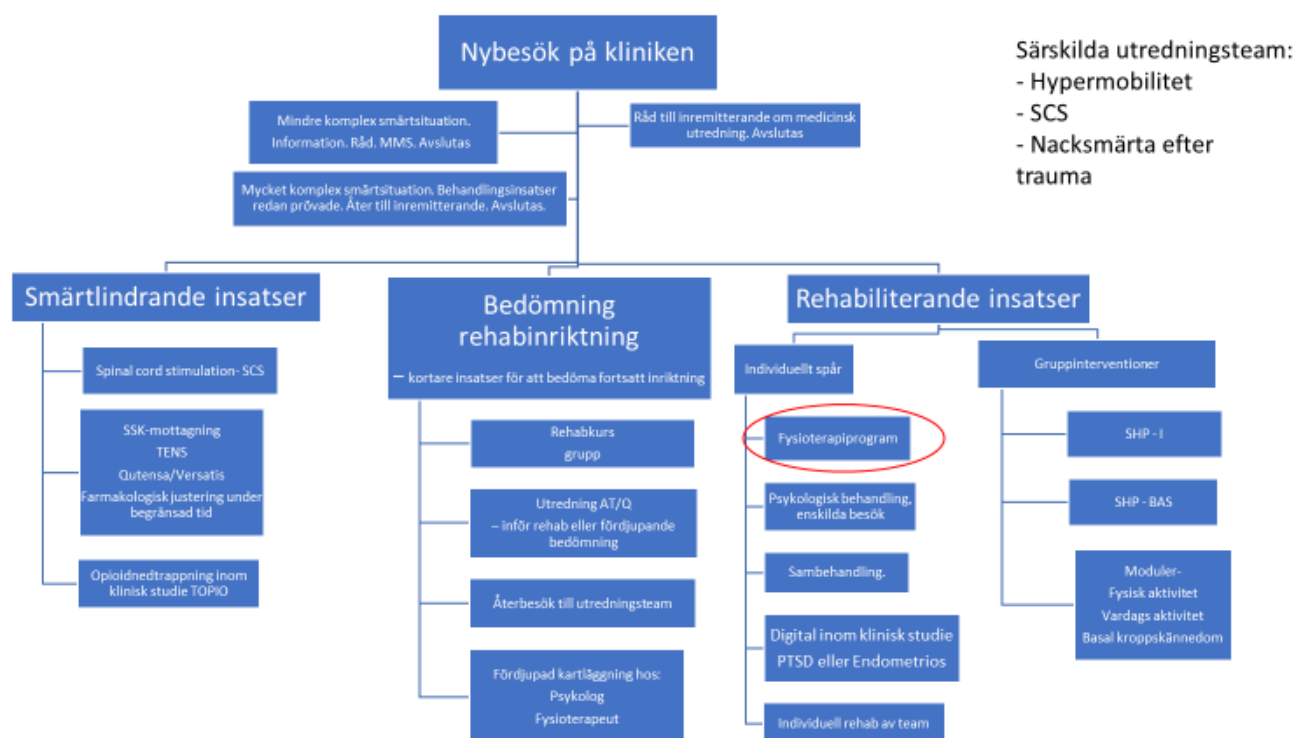 Nybesök på kliniken
Särskilda utredningsteam:
- Hypermobilitet
- SCS
- Nacksmärta efter
trauma
Mindre komplex smärtsituation.
Information. Råd. MMS. Avslutas
Råd till inremitterande om medicinsk
utredning. Avslutas
Mycket komplex smärtsituation. Behandlingsinsatser
redan prövade. Åter till inremitterande. Avslutas.
Smärtlindrande insatser
Spinal cord stimulation- SCS
SSK-mottagning
TENS
Qutensa/Versatis
Farmakologisk justering under
begränsad tid
Opioidnedtrappning inom
klinisk studie TOPIO
Bedömning
rehabinriktning
– kortare insatser för att bedöma fortsatt inriktning
Rehabkurs
grupp
Utredning AT/Q
– inför rehab eller fördjupande
bedömning
Återbesök till utredningsteam
Fördjupad kartläggning hos:
Psykolog
Fysioterapeut
Rehabiliterande insatser
Individuellt spår
Fysioterapiprogram
Psykologisk behandling,
enskilda besök
Sambehandling.
Digital inom klinisk studie
PTSD eller Endometrios
Individuell rehab av team
Gruppinterventioner
SHP - I
SHP - BAS
Moduler-
Fysisk aktivitet
Vardags aktivitet
Basal kroppskännedom